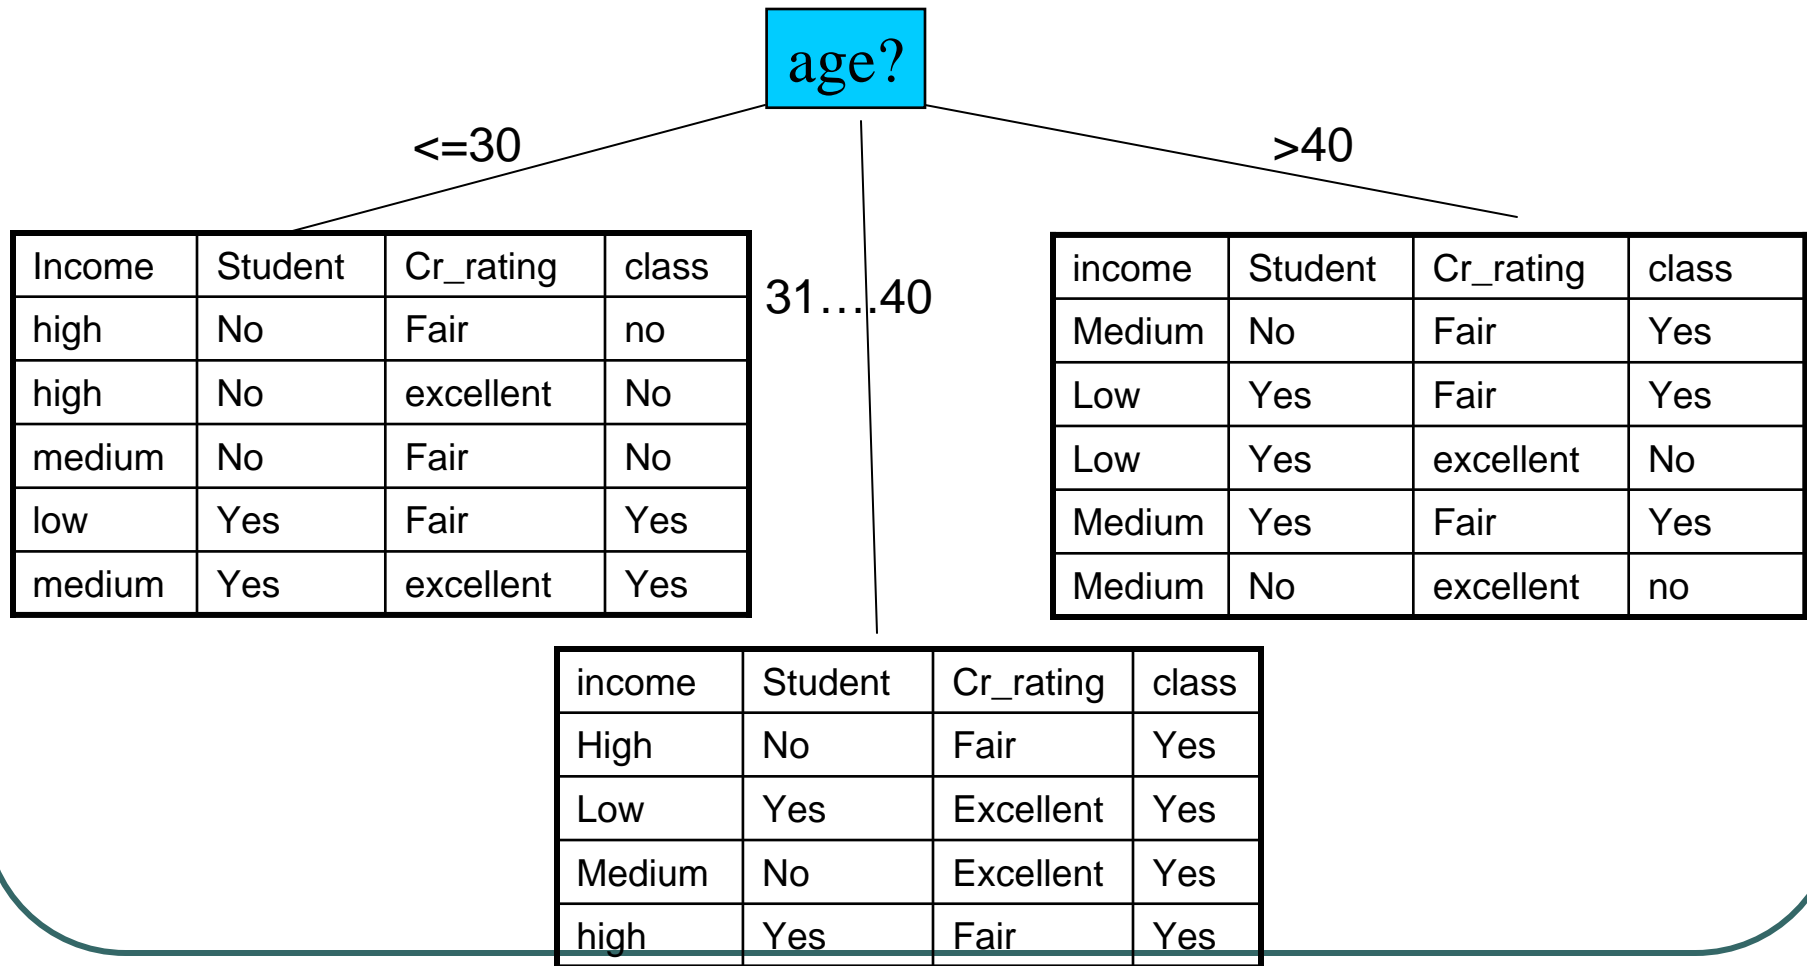 age?
<=30
>40
31....40
Income Student Cr_rating class
high No Fair no
high No excellent No
medium No Fair No
low Yes Fair Yes
medium Yes excellent Yes
income Student Cr_rating class
Medium No Fair Yes
Low Yes Fair Yes
Low Yes excellent No
Medium Yes Fair Yes
Medium No excellent no
income Student Cr_rating class
High No Fair Yes
Low Yes Excellent Yes
Medium No Excellent Yes
high Yes Fair Yes